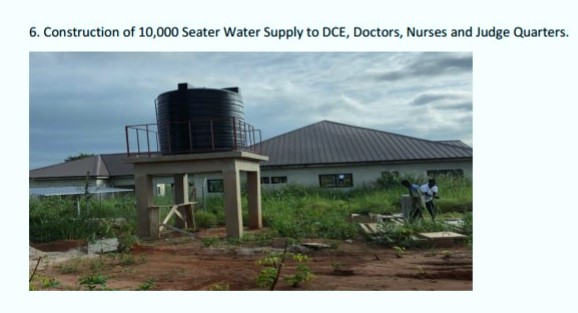 6. Construction of 10,000 Seater Water Supply to DCE, Doctors, Nurses and Judge Quarters.